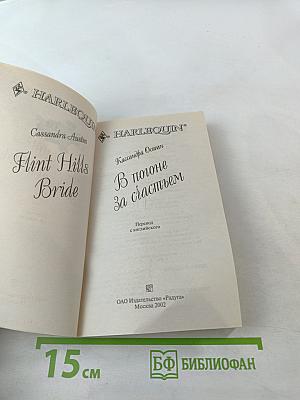 HARLEQUIN
Cassandra Austin
Flint Hills
Bride
HARLEQUIN®
Кассандра Остин
В погоне
за счастьем
Перевод
с английского
ОАО Издательство «Радуга»
Москва 2002
15 см
БФ БИБЛИОФАН